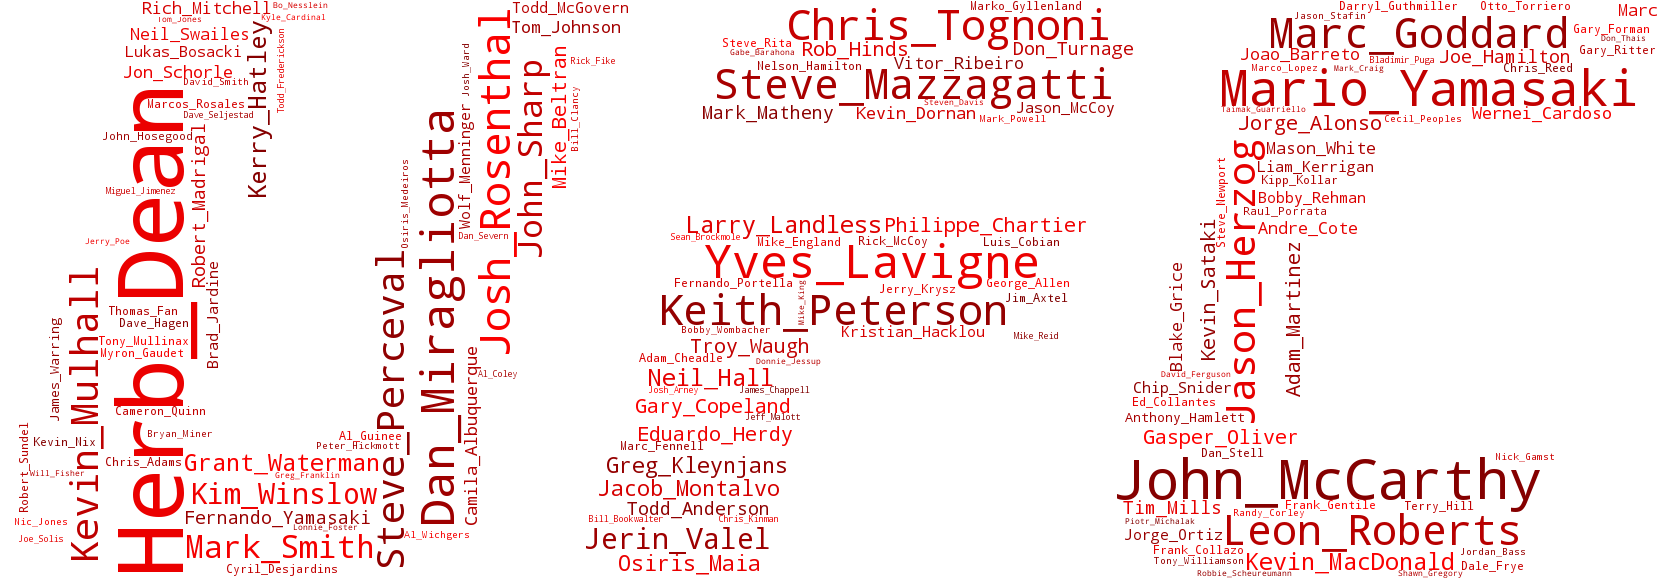 Rich_Mitchell
Bo_Nesslein
Tom_Jones
Kyle_Cardinal
Neil_Swailes
Lukas_Bosacki
Jon_Schorle
David_Smith
Marcos_Rosales
Dave_Seljestad
John_Hosegood
Miguel_Jimenez
Jerry_Poe
Kerry_Hatley
Todd_Frederickson
Robert_Madrigal
Herb_Dean
Brad_Jardine
Thomas_Fan
Dave_Hagen
Tony_Mullinax
Myron_Gaudet
Kevin_Mulhall
James_Warring
Cameron_Quinn
Bryan_Miner
Kevin_Nix
Robert_Sundel
Will_Fisher
Chris_Adams
Nic_Jones
Joe_Solis
Al_Guinee
Peter_Hickmott
Grant_Waterman
Greg_Franklin
Kim_Winslow
Fernando_Yamasaki
Lonnie_Foster
Mark_Smith
Cyril_Desjardins
Steve_Perceval
Osiris_Medeiros
Dan_Miragliotta
Camilla_Albuquerque
Al_Wichgers
Al_Coley
Wolf_Menninger
Josh_Ward
Dan_Severn
Josh_Rosenthal
Todd_McGovern
Tom_Johnson
John_Sharp
Mike_Beltran
Rick_Fike
Bill_Clancy
Marko_Gyllenland
Chris_Tognoni
Steve_Rita
Gabe_Barahona
Rob_Hinds
Don_Turnage
Nelson_Hamilton
Vitor_Ribeiro
Steve_Mazzagatti
Steven_Davis
Mark_Matheny
Kevin_Dornan
Jason_McCoy
Mark_Powell
Larry_Landless
Philippe_Chartier
Sean_Brockmole
Mike_England
Rick_McCoy
Luis_Cobian
Yves_Lavigne
Fernando_Portella
Mike_King
Jerry_Krysz
George_Allen
Jim_Axtel
Keith_Peterson
Bobby_Wombacher
Kristian_Hacklou
Mike_Reid
Troy_Waugh
Adam_Cheadle
Donnie_Jessup
Neil_Hall
Josh_Arney
James_Chappell
Gary_Copeland
Jeff_Malott
Eduardo_Herdy
Marc_Fennell
Greg_Kleynjans
Jacob_Montalvo
Todd_Anderson
Bill_Bookwalter
Chris_Kinman
Jerin_Valel
Osiris_Maia
Darryl_Guthmiller
Otto_Torriero
Marc
Jason_Stafin
Marc_Goddard
Gary_Forman
Don_Thais
Gary_Ritter
Joao_Barreto
Bladimir_Puga
Joe_Hamilton
Marco_Lopez
Mark_Craig
Chris_Reed
Mario_Yamasaki
Taimak_Guarriello
Wernei_Cardoso
Jorge_Alonso
Cecil_Peoples
Mason_White
Liam_Kerrigan
Kipp_Kollar
Bobby_Rehman
Raul_Porrata
Andre_Cote
Steve_Newport
Jason_Herzog
Kevin_Sataki
Blake_Grice
Adam_Martinez
David_Ferguson
Chip_Snider
Ed_Collantes
Anthony_Hamlett
Gasper_Oliver
Dan_Stell
Nick_Gamst
John_McCarthy
Tim_Mills
Randy_Corley
Frank_Gentile
Terry_Hill
Piotr_Michalak
Leon_Roberts
Jorge_Ortiz
Frank_Collazo
Tony_Williamson
Kevin_MacDonald
Jordan_Bass
Dale_Frye
Robbie_Scheureumann
Shawn_Gregory